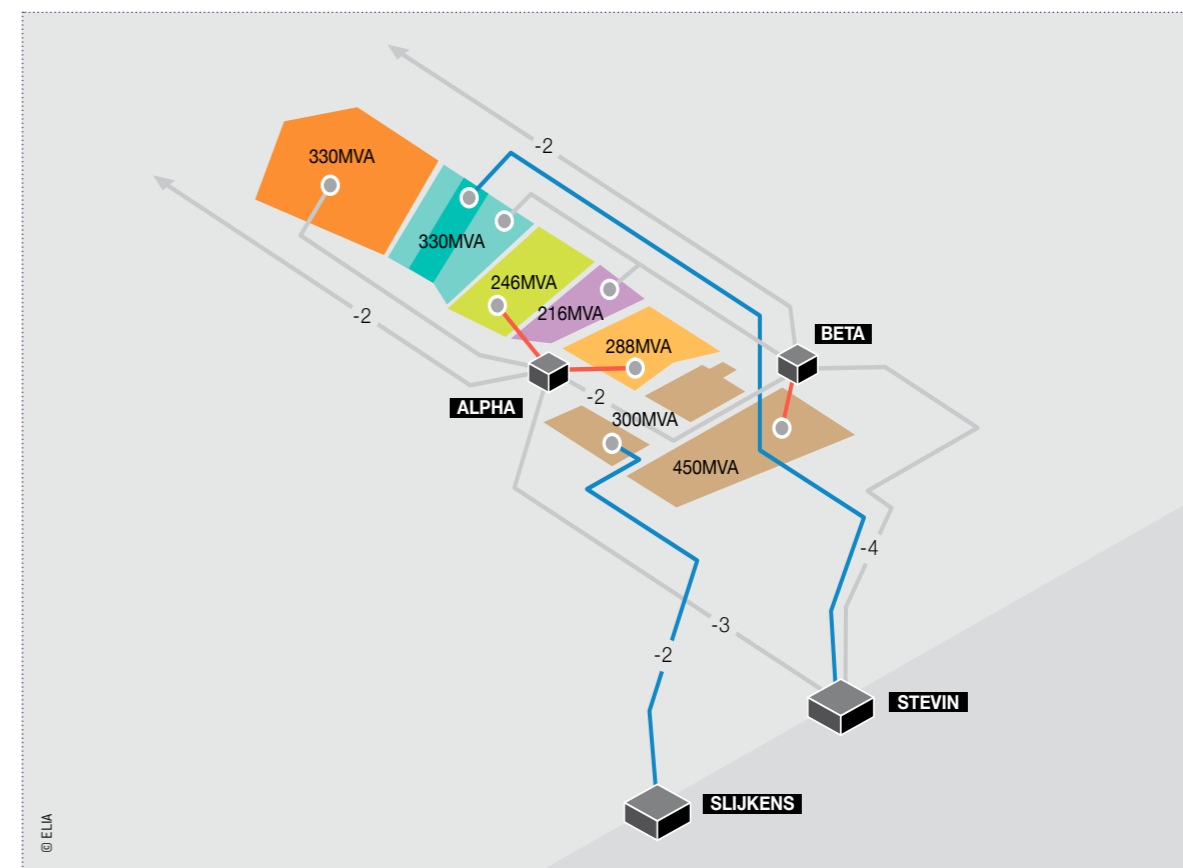 -2
330MVA
330MVA
246MVA
216MVA
-2
BETA
288MVA
ALPHA
-2
300MVA
450MVA
-4
-3
-2
STEVIN
SLIJKENS
© ELIA